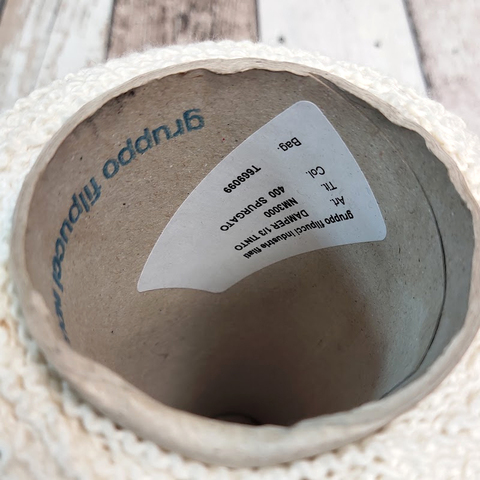 gruppo filpucci
gruppo filpucci industrie filati
Art. DAMPER 1/3 TINTO
Tit. NM3000
Col. 400 SPURGATO
Bag. T669099